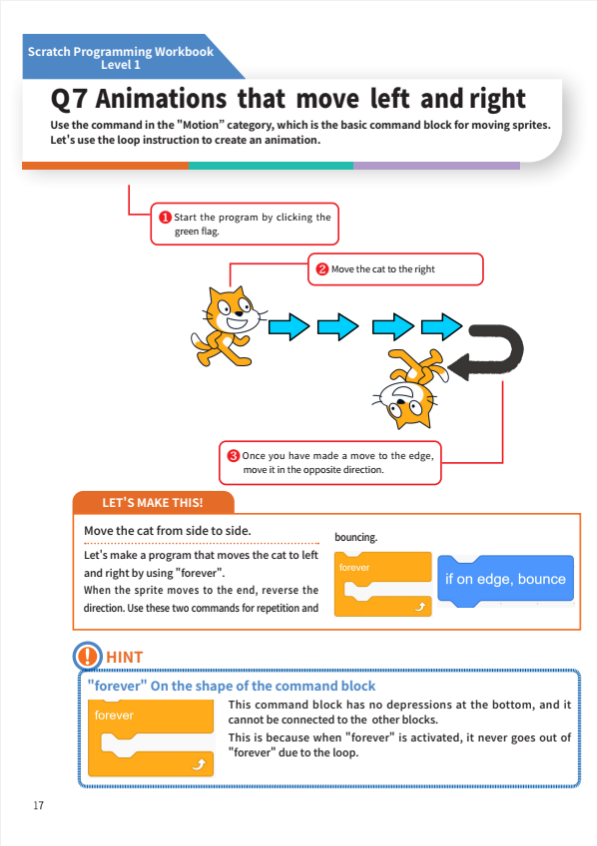 Scratch Programming Workbook
Level 1
Q7 Animations that move left and right
Use the command in the "Motion" category, which is the basic command block for moving sprites.
Let's use the loop instruction to create an animation.
1 Start the program by clicking the
green flag.
2 Move the cat to the right
3 Once you have made a move to the edge,
move it in the opposite direction.
LET'S MAKE THIS!
Move the cat from side to side.
Let's make a program that moves the cat to left
and right by using "forever".
When the sprite moves to the end, reverse the
direction. Use these two commands for repetition and
bouncing.
forever
if on edge, bounce
HINT
"forever" On the shape of the command block
forever
This command block has no depressions at the bottom, and it
cannot be connected to the other blocks.
This is because when "forever" is activated, it never goes out of
"forever" due to the loop.
17